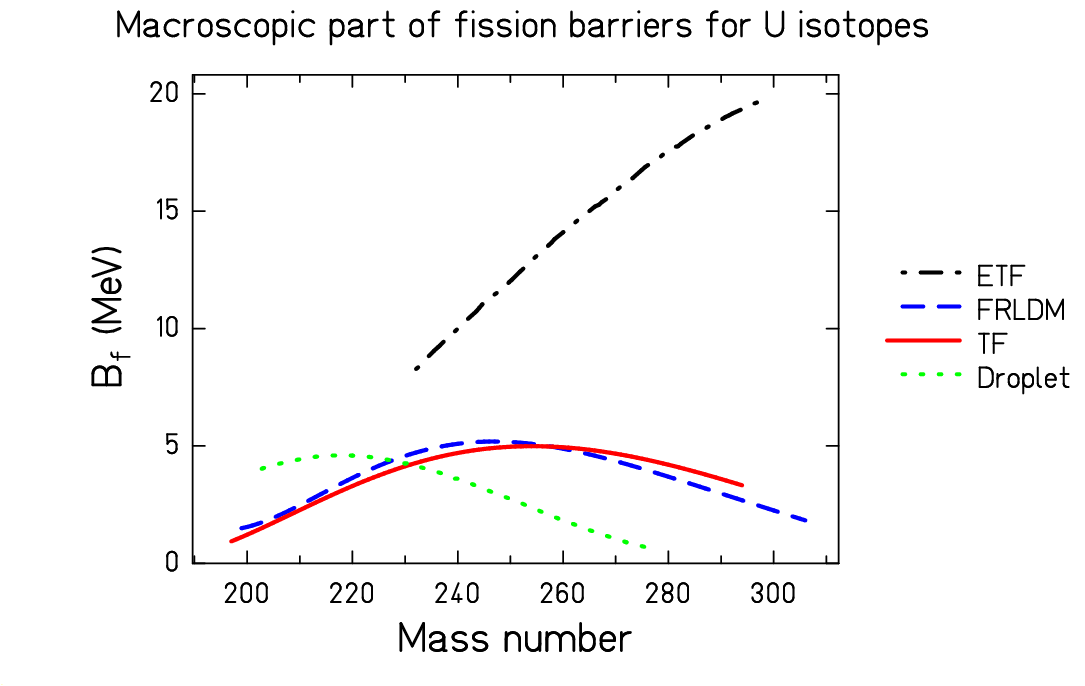 Macroscopic part of fission barriers for U isotopes
20
15
10
5
0
B_f (MeV)
200 220 240 260 280 300
Mass number
ETF
FRLDM
TF
Droplet